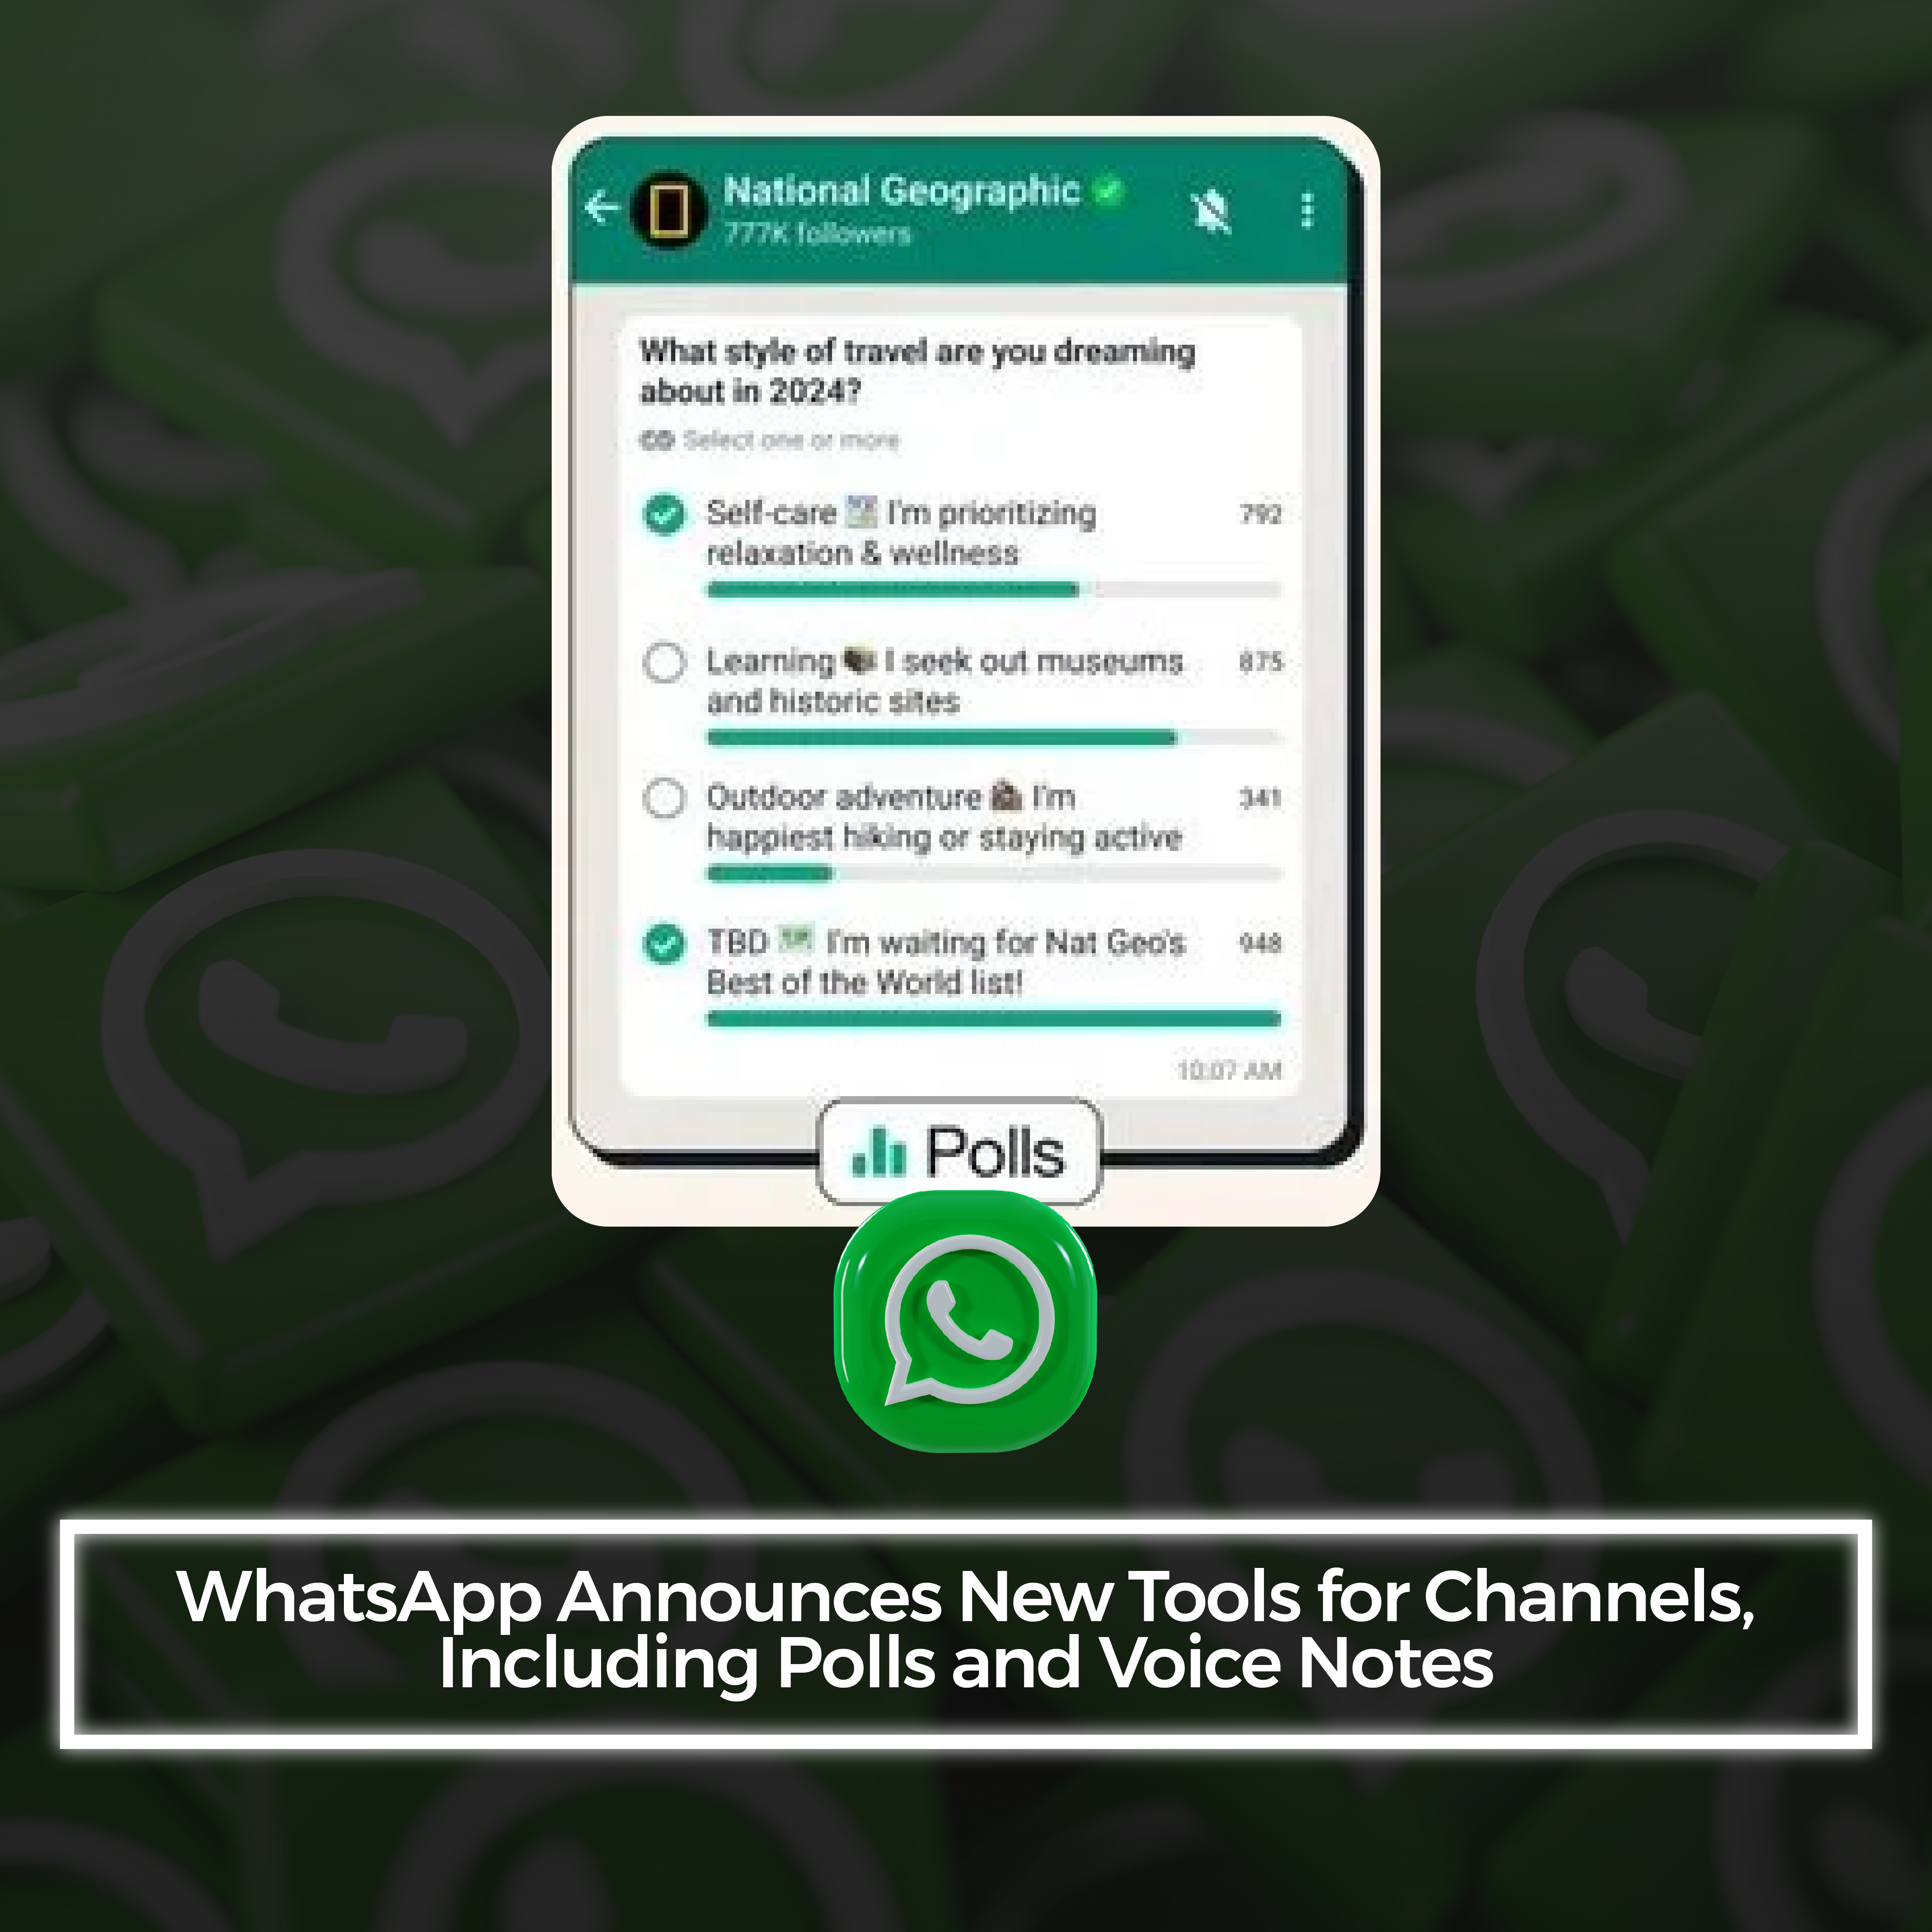 National Geographic
777K followers
What style of travel are you dreaming
about in 2024?
Select one or more
Self-care I'm prioritizing
792
relaxation & wellness
Learning I seek out museums
875
and historic sites
Outdoor adventure I'm
341
happiest hiking or staying active
TBD I'm waiting for Nat Geo's
948
Best of the World list!
10:07 AM
Polls
WhatsApp Announces New Tools for Channels,
Including Polls and Voice Notes